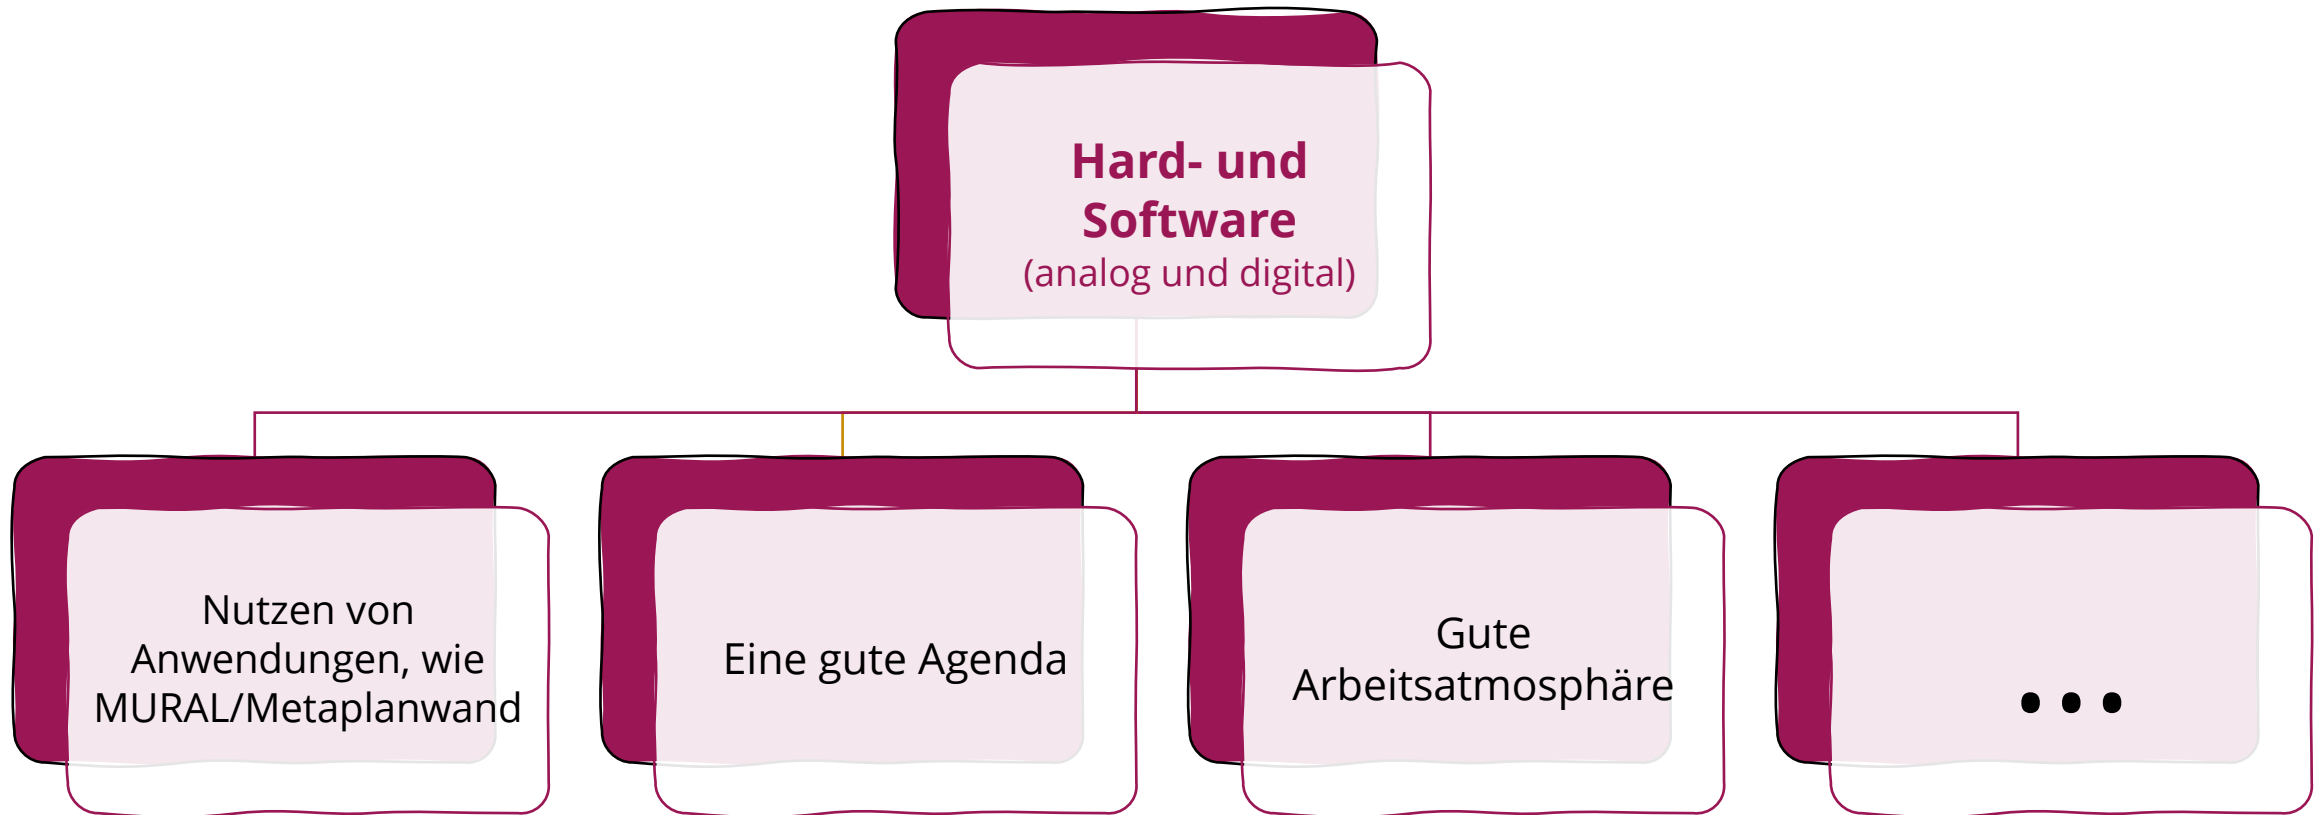 Hard- und
Software
(analog und digital)
Nutzen von
Anwendungen, wie
MURAL/Metaplanwand
Eine gute Agenda
Gute
Arbeitsatmosphäre
...